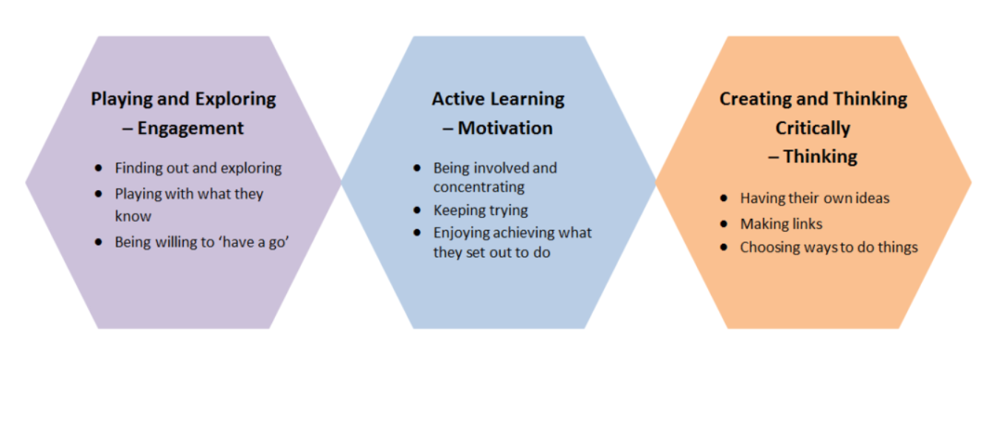 Playing and Exploring
– Engagement
● Finding out and exploring
● Playing with what they
know
● Being willing to ‘have a go’
Active Learning
– Motivation
● Being involved and
concentrating
● Keeping trying
● Enjoying achieving what
they set out to do
Creating and Thinking
Critically
– Thinking
● Having their own ideas
● Making links
● Choosing ways to do things